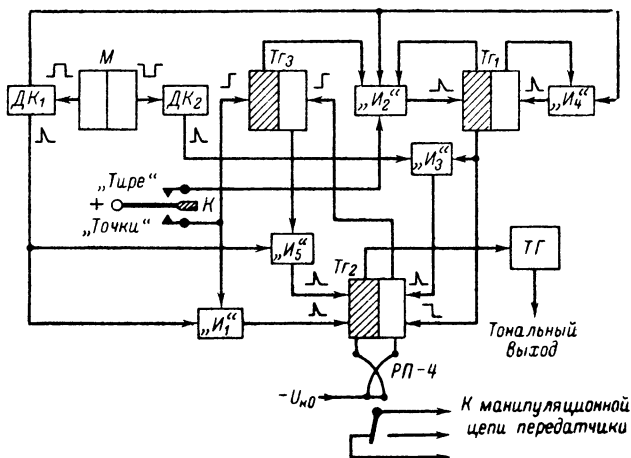 М
Тг3
Тг1
ДК1
ДК2
„И2“
„И4“
„И3“
„Тире“
+
К
„Точки“
„И5“
Тг2
ТГ
„И1“
Тональный
выход
РП-4
-Uк0
К манипуляционной
цепи передатчики